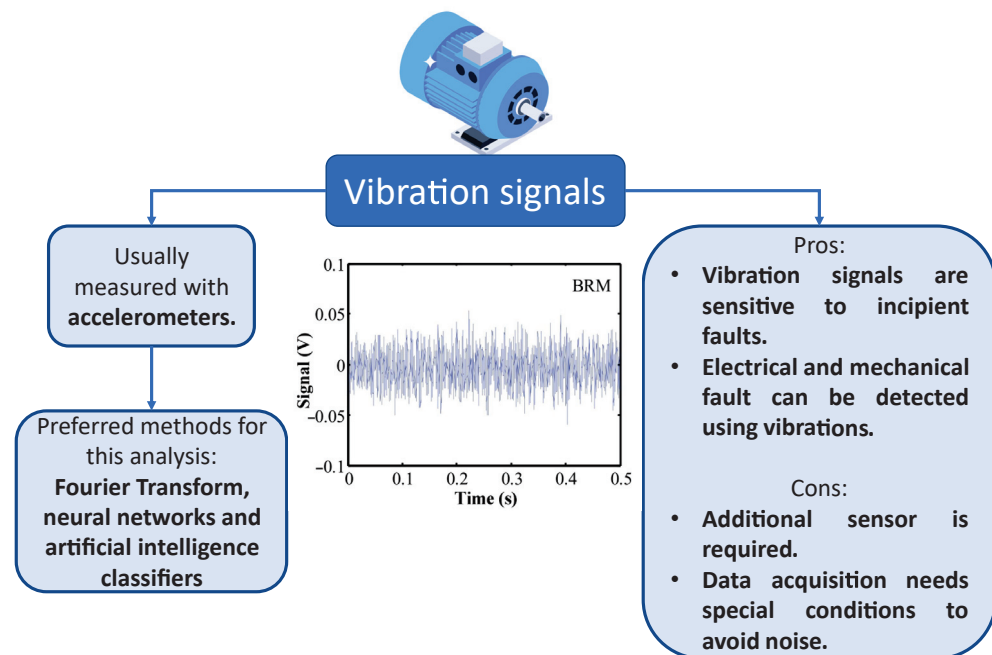 Vibration signals
Usually
measured with
accelerometers.
Preferred methods for
this analysis:
Fourier Transform,
neural networks and
artificial intelligence
classifiers
BRM
Signal (V)
0.1
0.05
0
−0.05
−0.1
0 0.1 0.2 0.3 0.4 0.5
Time (s)
Pros:
• Vibration signals are
sensitive to incipient
faults.
• Electrical and mechanical
fault can be detected
using vibrations.
Cons:
• Additional sensor is
required.
• Data acquisition needs
special conditions to
avoid noise.